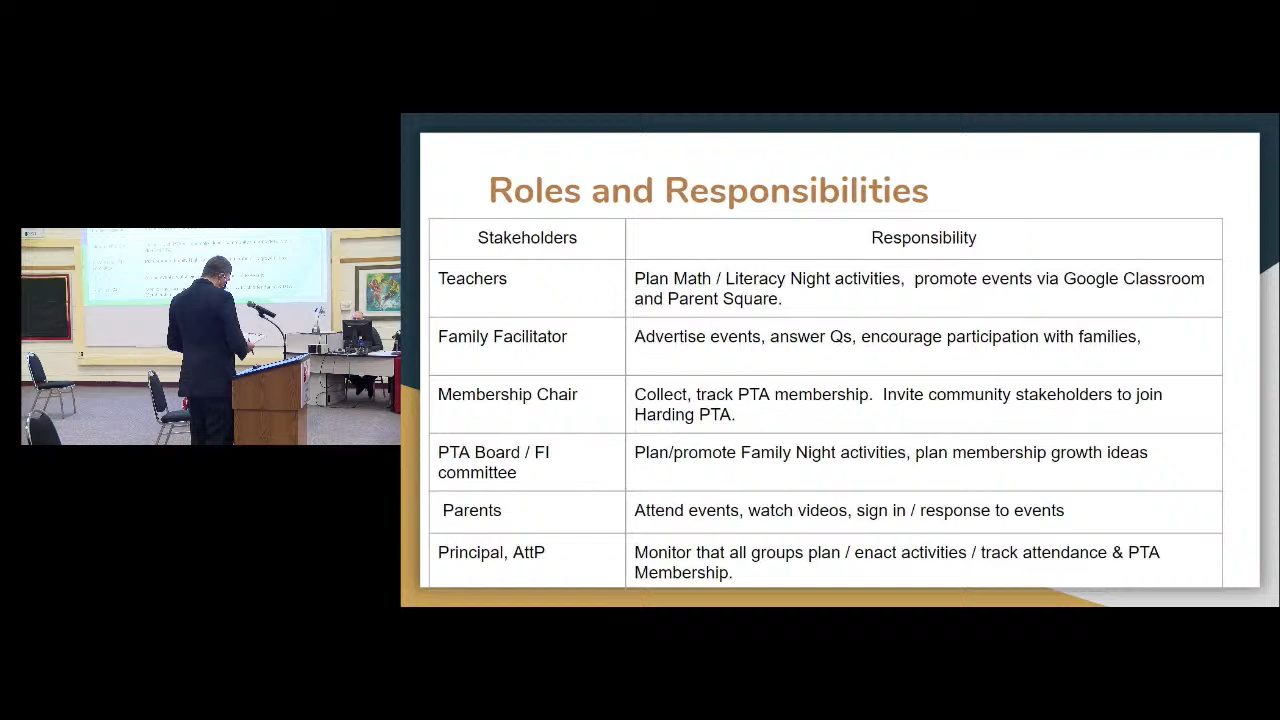 Roles and Responsibilities
Stakeholders Responsibility
Teachers Plan Math / Literacy Night activities, promote events via Google Classroom
and Parent Square.
Family Facilitator Advertise events, answer Qs, encourage participation with families,
Membership Chair Collect, track PTA membership. Invite community stakeholders to join
Harding PTA.
PTA Board / FI Plan/promote Family Night activities, plan membership growth ideas
committee
Parents Attend events, watch videos, sign in / response to events
Principal, AttP Monitor that all groups plan / enact activities / track attendance & PTA
Membership.